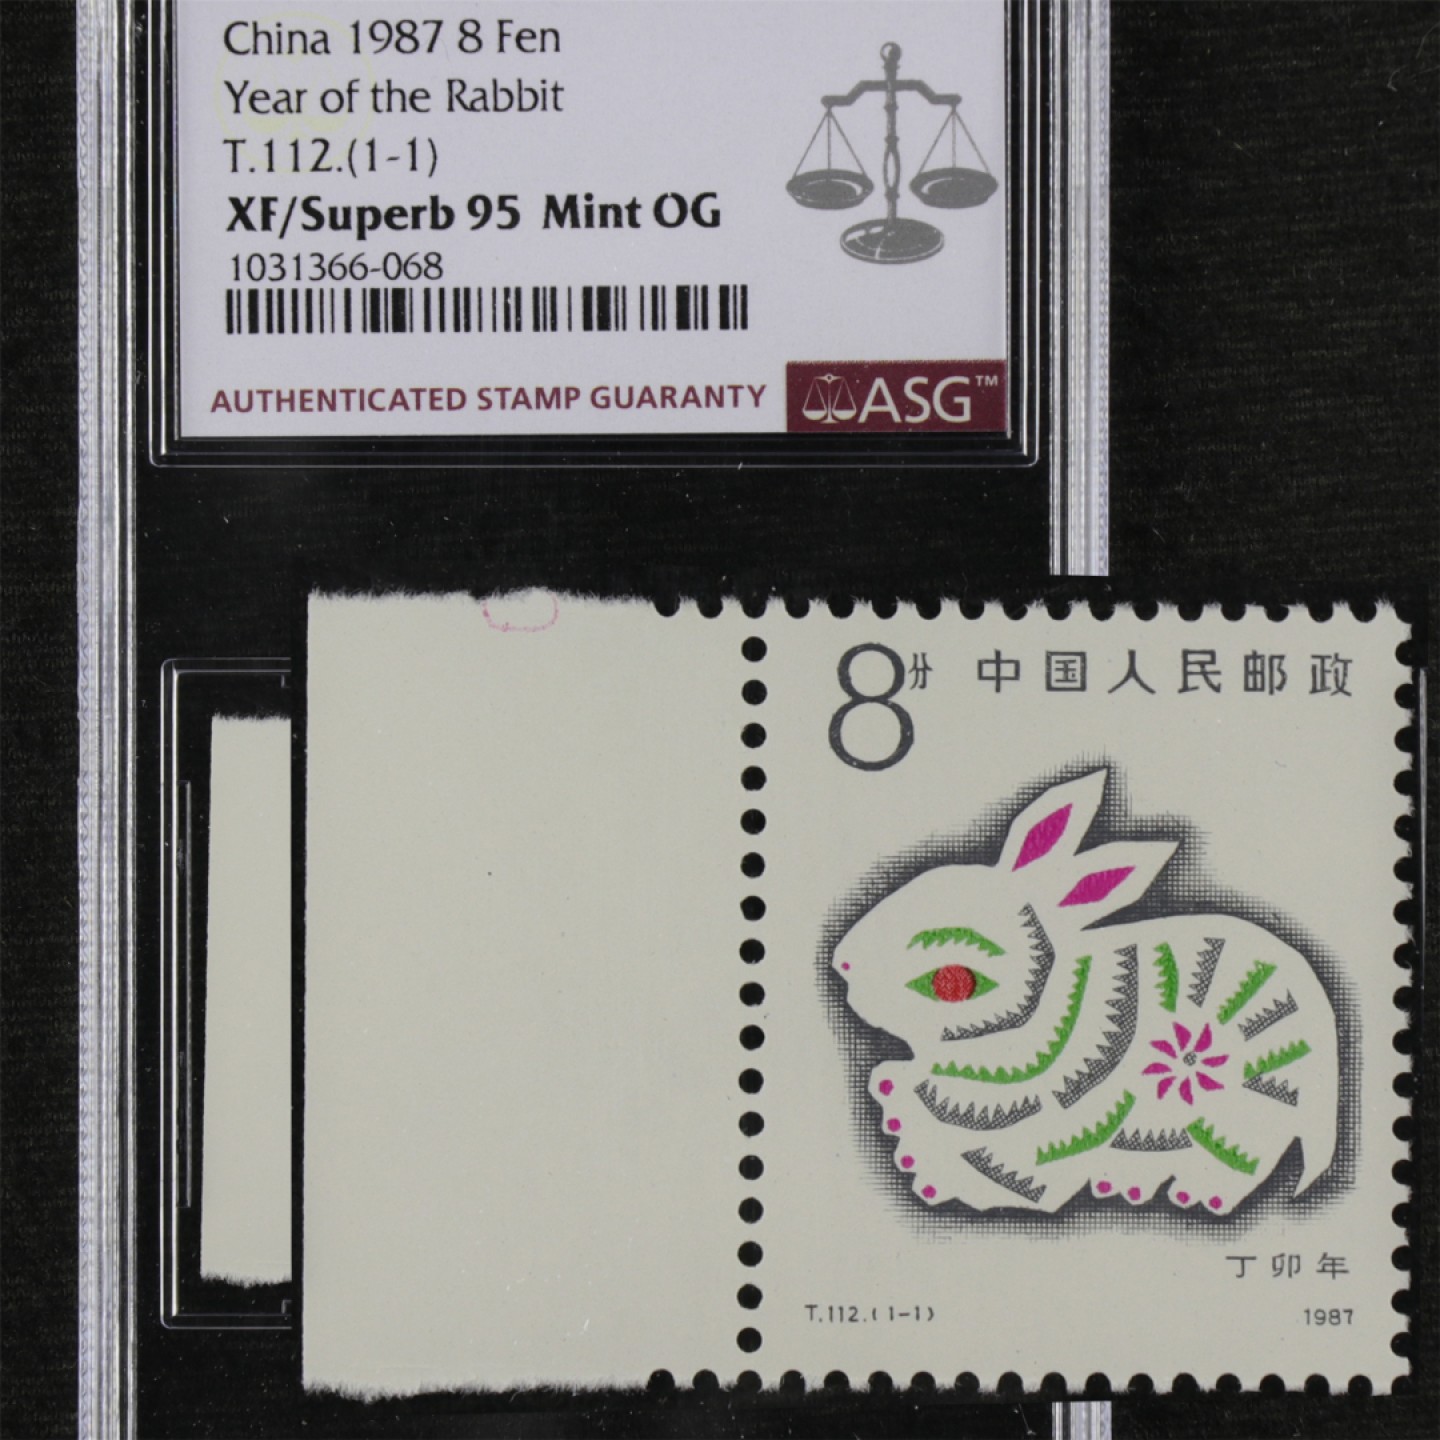 China 1987 8 Fen
Year of the Rabbit
T.112.(1-1)
XF/Superb 95 Mint OG
1031366-068
AUTHENTICATED STAMP GUARANTY
ASG™
8分 中国人民邮政
丁卯年
T.112.(1-1) 1987